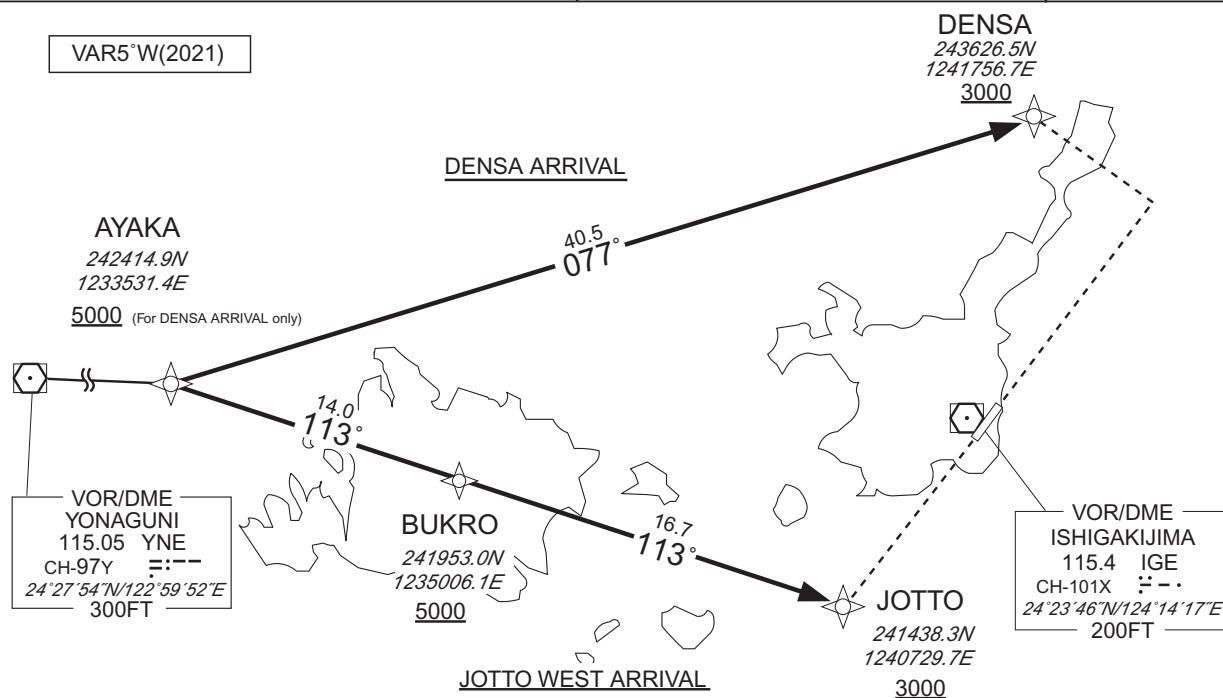 VAR5°W(2021)
DENSA
243626.5N
1241756.7E
3000
DENSA ARRIVAL
AYAKA
242414.9N
1233531.4E
5000 (For DENSA ARRIVAL only)
40.5
077°
14.0
113°
BUKRO
241953.0N
1235006.1E
5000
16.7
113°
JOTTO
241438.3N
1240729.7E
3000
JOTTO WEST ARRIVAL
VOR/DME
YONAGUNI
115.05 YNE
CH-97Y
24°27´54˝N/122°59´52˝E
300FT
VOR/DME
ISHIGAKIJIMA
115.4 IGE
CH-101X
24°23´46˝N/124°14´17˝E
200FT